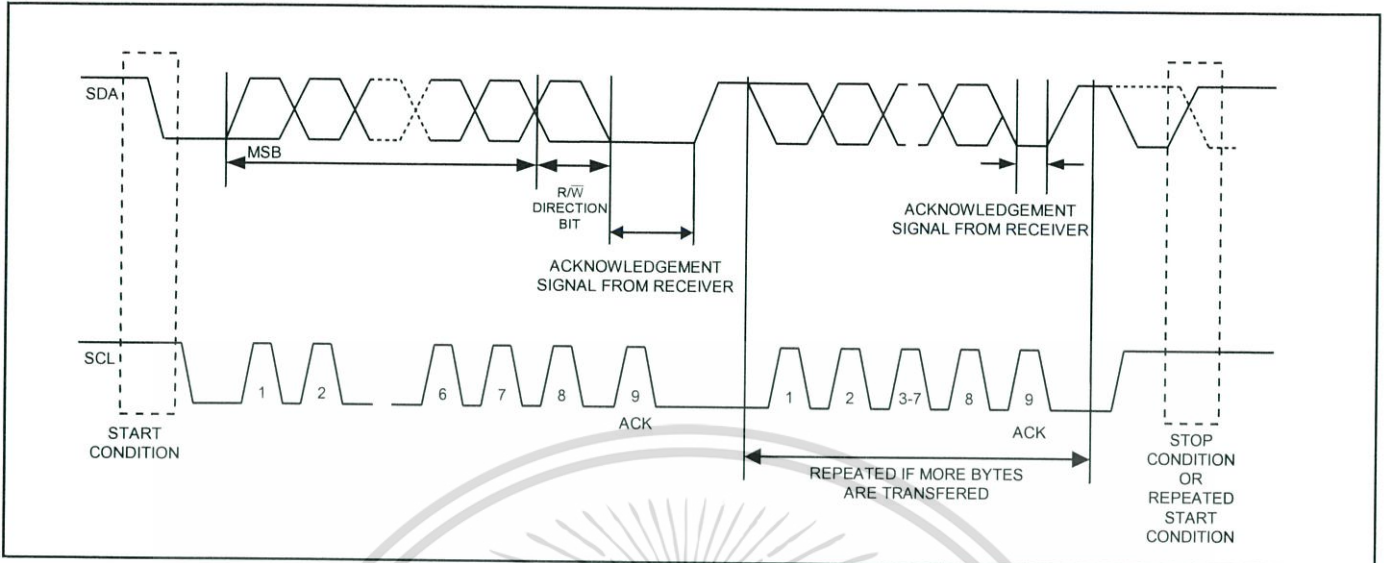 SDA
MSB
R/W̅
DIRECTION
BIT
ACKNOWLEDGEMENT
SIGNAL FROM RECEIVER
ACKNOWLEDGEMENT
SIGNAL FROM RECEIVER
SCL
1
2
6
7
8
9
1
2
3-7
8
9
ACK
ACK
START
CONDITION
REPEATED IF MORE BYTES
ARE TRANSFERED
STOP
CONDITION
OR
REPEATED
START
CONDITION